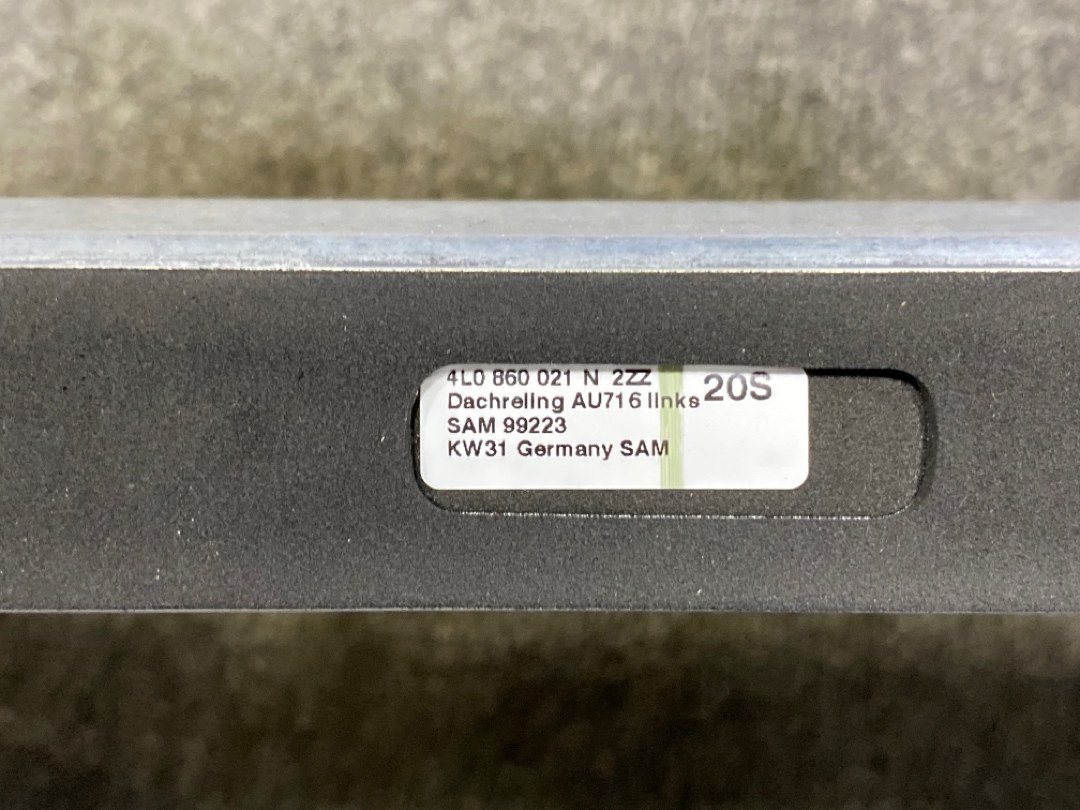 4L0 860 021 N 2ZZ
Dachreling AU716 links 20S
SAM 99223
KW31 Germany SAM